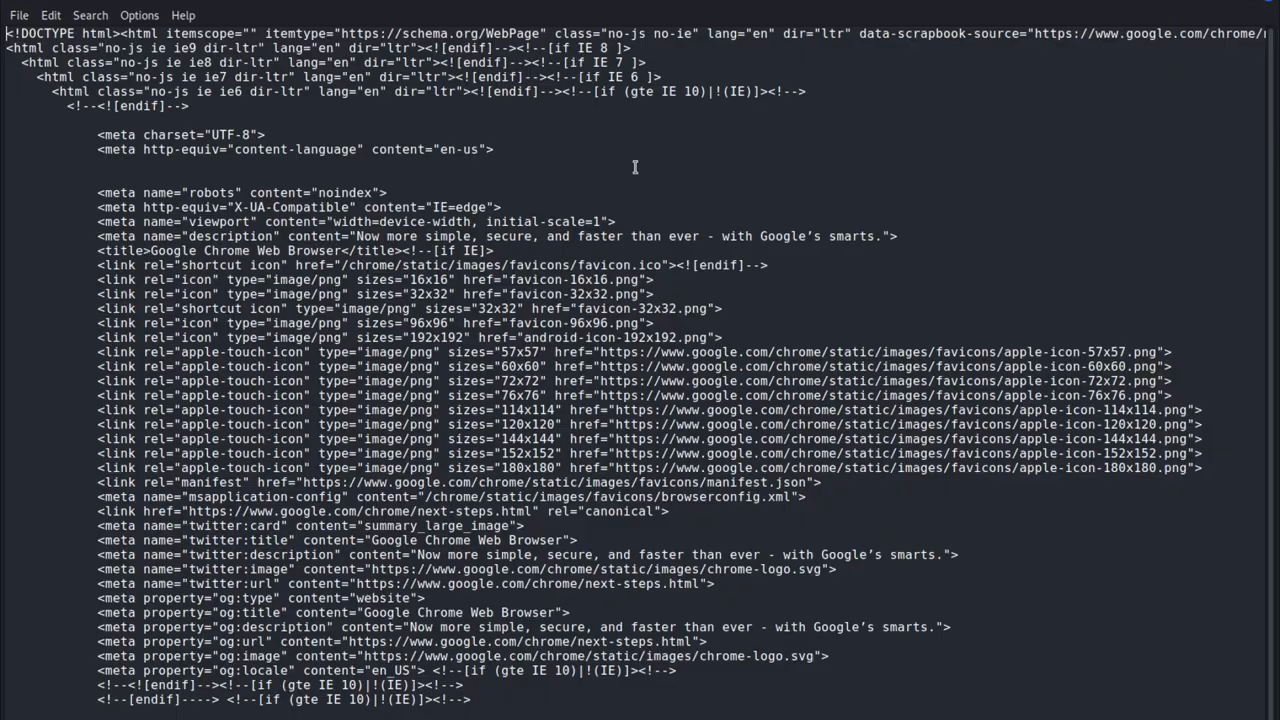 File Edit Search Options Help
<!DOCTYPE html><html itemscope="" itemtype="https://schema.org/WebPage" class="no-js no-ie" lang="en" dir="ltr" data-scrapbook-source="https://www.google.com/chrome/
<html class="no-js ie ie9 dir-ltr" lang="en" dir="ltr"><![endif]--><!--[if IE 8 ]>
<html class="no-js ie ie8 dir-ltr" lang="en" dir="ltr"><![endif]--><!--[if IE 7 ]>
<html class="no-js ie ie7 dir-ltr" lang="en" dir="ltr"><![endif]--><!--[if IE 6 ]>
<html class="no-js ie ie6 dir-ltr" lang="en" dir="ltr"><![endif]--><!--[if (gte IE 10)|!(IE)]><!-->
<!--<![endif]-->
<meta charset="UTF-8">
<meta http-equiv="content-language" content="en-us">
<meta name="robots" content="noindex">
<meta http-equiv="X-UA-Compatible" content="IE=edge">
<meta name="viewport" content="width=device-width, initial-scale=1">
<meta name="description" content="Now more simple, secure, and faster than ever - with Google’s smarts.">
<title>Google Chrome Web Browser</title><!--[if IE]>
<link rel="shortcut icon" href="/chrome/static/images/favicons/favicon.ico"><![endif]-->
<link rel="icon" type="image/png" sizes="16x16" href="favicon-16x16.png">
<link rel="icon" type="image/png" sizes="32x32" href="favicon-32x32.png">
<link rel="shortcut icon" type="image/png" sizes="32x32" href="favicon-32x32.png">
<link rel="icon" type="image/png" sizes="96x96" href="favicon-96x96.png">
<link rel="icon" type="image/png" sizes="192x192" href="android-icon-192x192.png">
<link rel="apple-touch-icon" type="image/png" sizes="57x57" href="https://www.google.com/chrome/static/images/favicons/apple-icon-57x57.png">
<link rel="apple-touch-icon" type="image/png" sizes="60x60" href="https://www.google.com/chrome/static/images/favicons/apple-icon-60x60.png">
<link rel="apple-touch-icon" type="image/png" sizes="72x72" href="https://www.google.com/chrome/static/images/favicons/apple-icon-72x72.png">
<link rel="apple-touch-icon" type="image/png" sizes="76x76" href="https://www.google.com/chrome/static/images/favicons/apple-icon-76x76.png">
<link rel="apple-touch-icon" type="image/png" sizes="114x114" href="https://www.google.com/chrome/static/images/favicons/apple-icon-114x114.png">
<link rel="apple-touch-icon" type="image/png" sizes="120x120" href="https://www.google.com/chrome/static/images/favicons/apple-icon-120x120.png">
<link rel="apple-touch-icon" type="image/png" sizes="144x144" href="https://www.google.com/chrome/static/images/favicons/apple-icon-144x144.png">
<link rel="apple-touch-icon" type="image/png" sizes="152x152" href="https://www.google.com/chrome/static/images/favicons/apple-icon-152x152.png">
<link rel="apple-touch-icon" type="image/png" sizes="180x180" href="https://www.google.com/chrome/static/images/favicons/apple-icon-180x180.png">
<link rel="manifest" href="https://www.google.com/chrome/static/images/favicons/manifest.json">
<meta name="msapplication-config" content="/chrome/static/images/favicons/browserconfig.xml">
<link href="https://www.google.com/chrome/next-steps.html" rel="canonical">
<meta name="twitter:card" content="summary_large_image">
<meta name="twitter:title" content="Google Chrome Web Browser">
<meta name="twitter:description" content="Now more simple, secure, and faster than ever - with Google’s smarts.">
<meta name="twitter:image" content="https://www.google.com/chrome/static/images/chrome-logo.svg">
<meta name="twitter:url" content="https://www.google.com/chrome/next-steps.html">
<meta property="og:type" content="website">
<meta property="og:title" content="Google Chrome Web Browser">
<meta property="og:description" content="Now more simple, secure, and faster than ever - with Google’s smarts.">
<meta property="og:url" content="https://www.google.com/chrome/next-steps.html">
<meta property="og:image" content="https://www.google.com/chrome/static/images/chrome-logo.svg">
<meta property="og:locale" content="en_US"> <!--[if (gte IE 10)|!(IE)]><!-->
<!--<![endif]--><!--[if (gte IE 10)|!(IE)]><!-->
<!--[endif]----> <!--[if (gte IE 10)|!(IE)]><!-->